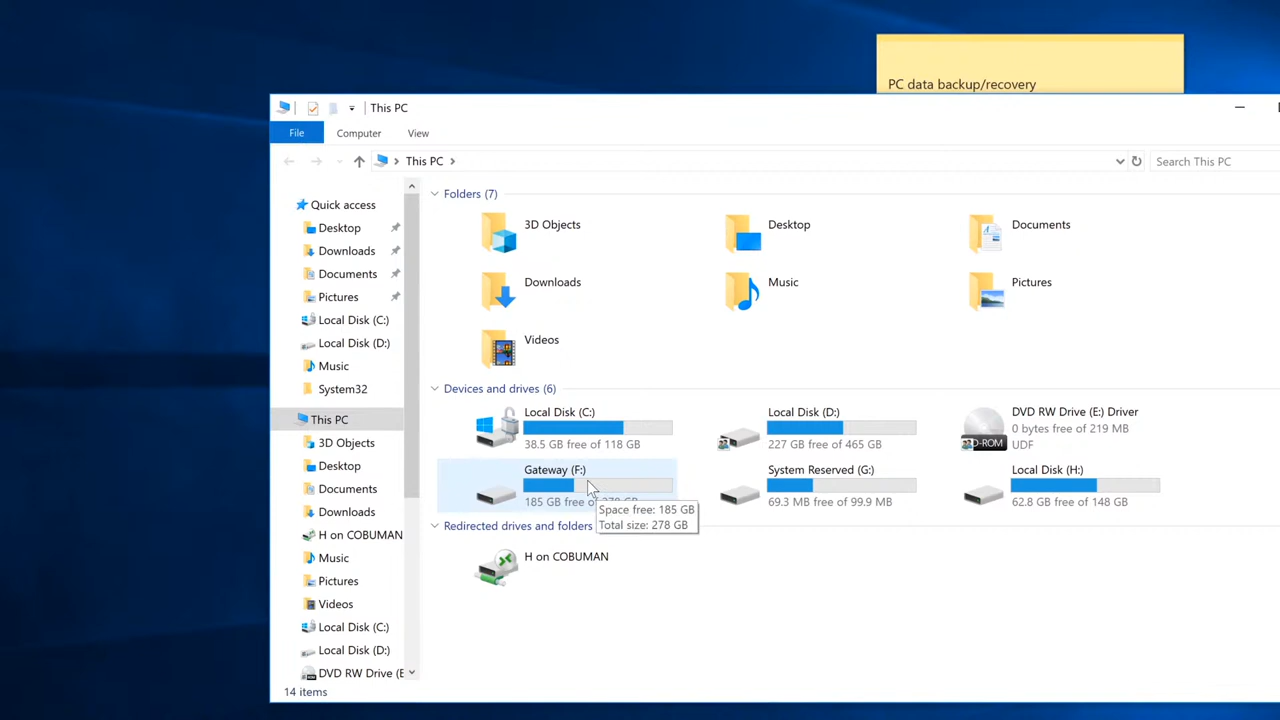 PC data backup/recovery
This PC
File Computer View
This PC
Search This PC
Quick access
Desktop
Downloads
Documents
Pictures
Local Disk (C:)
Local Disk (D:)
Music
System32
This PC
3D Objects
Desktop
Documents
Downloads
H on COBUMAN
Music
Pictures
Videos
Local Disk (C:)
Local Disk (D:)
DVD RW Drive (E
Folders (7)
3D Objects
Desktop
Documents
Downloads
Music
Pictures
Videos
Devices and drives (6)
Local Disk (C:)
38.5 GB free of 118 GB
Local Disk (D:)
227 GB free of 465 GB
DVD RW Drive (E:) Driver
0 bytes free of 219 MB
UDF
Gateway (F:)
185 GB free of 278 GB
Space free: 185 GB
Total size: 278 GB
System Reserved (G:)
69.3 MB free of 99.9 MB
Local Disk (H:)
62.8 GB free of 148 GB
Redirected drives and folders
H on COBUMAN
14 items